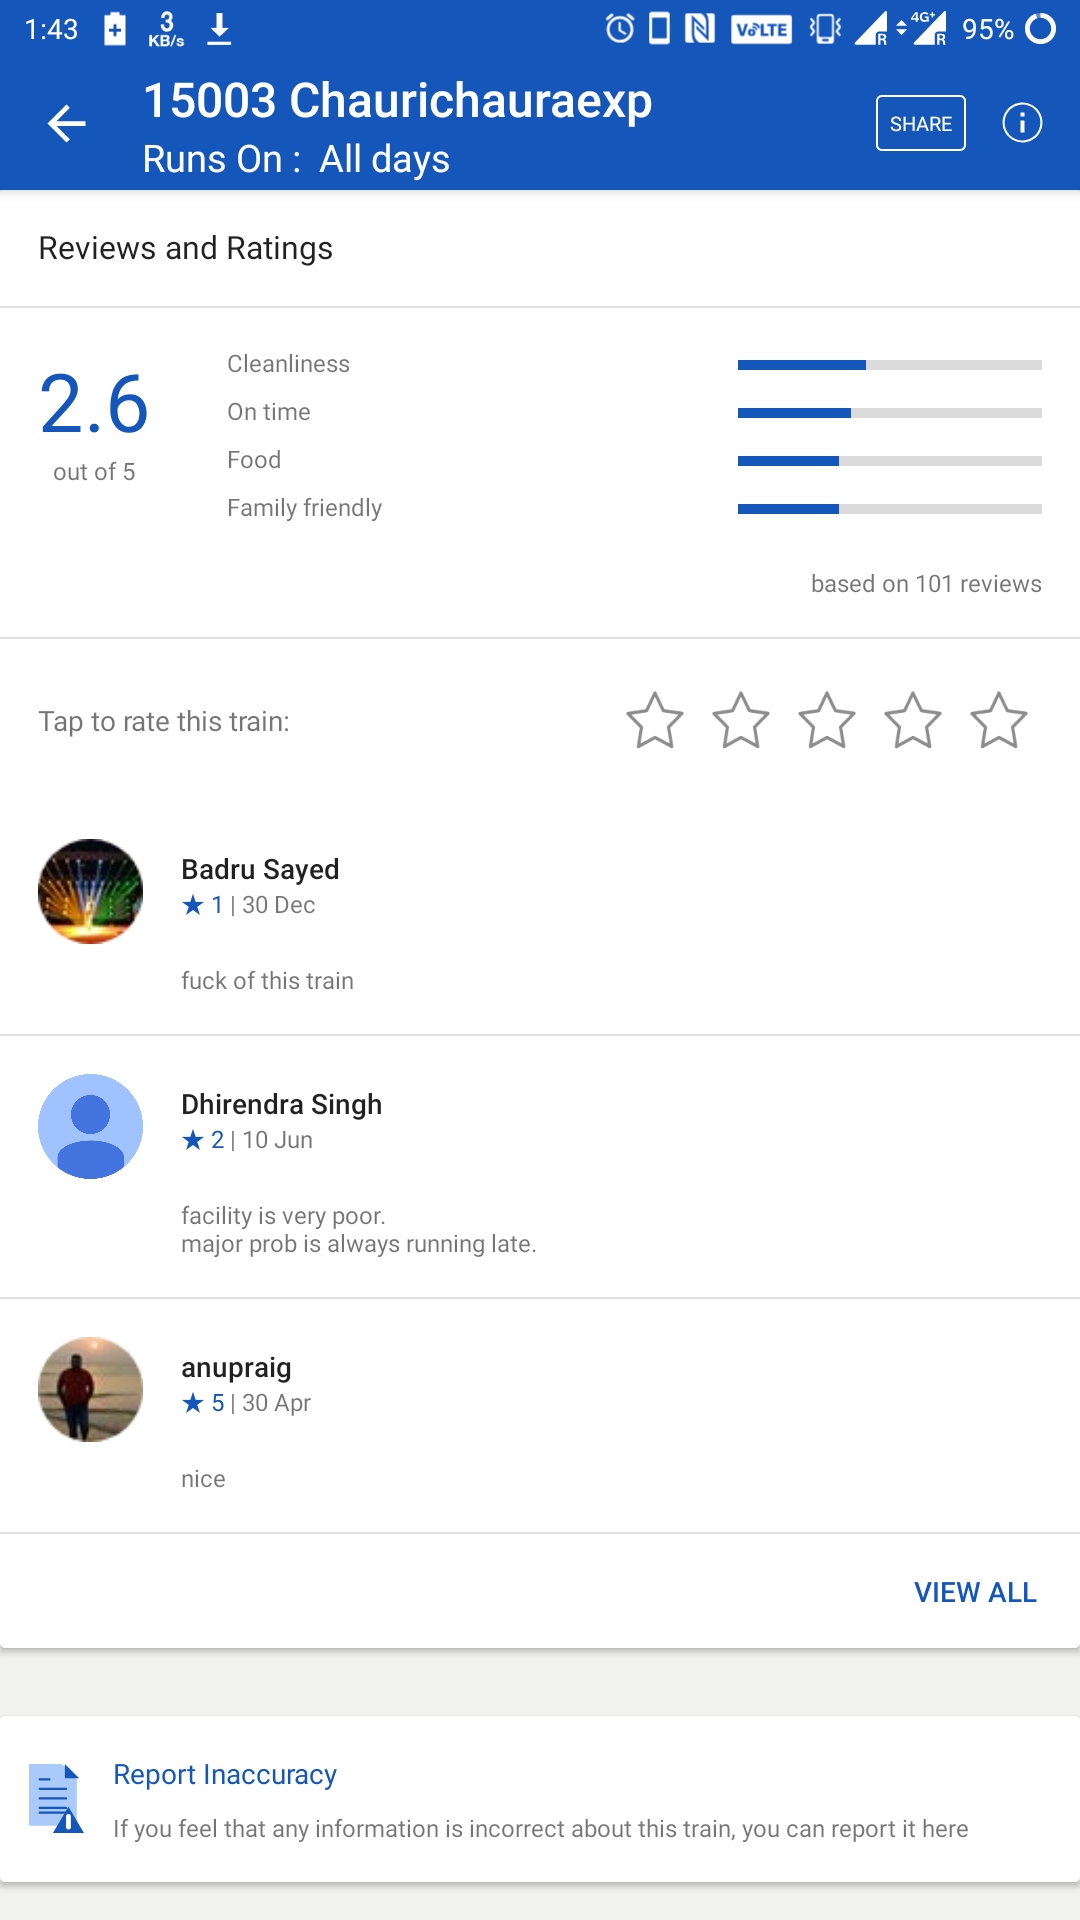 1:43 3 KB/s VoLTE R 4G+ R 95%
15003 Chaurichauraexp
SHARE
Runs On : All days
Reviews and Ratings
2.6
out of 5
Cleanliness
On time
Food
Family friendly
based on 101 reviews
Tap to rate this train:
Badru Sayed
★ 1 | 30 Dec
fuck of this train
Dhirendra Singh
★ 2 | 10 Jun
facility is very poor.
major prob is always running late.
anupraig
★ 5 | 30 Apr
nice
VIEW ALL
Report Inaccuracy
If you feel that any information is incorrect about this train, you can report it here